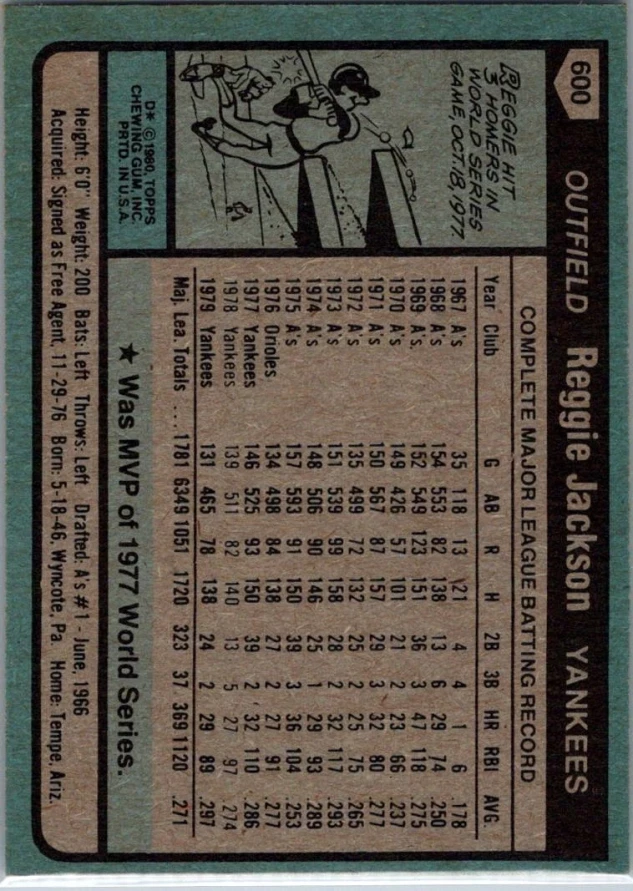 600
OUTFIELD Reggie Jackson YANKEES
REGGIE HIT
3 HOMERS IN
WORLD SERIES
GAME, OCT. 18, 1977.
D* © 1980, TOPPS
CHEWING GUM, INC.
PRTD. IN U.S.A.
COMPLETE MAJOR LEAGUE BATTING RECORD
Year Club G AB R H 2B 3B HR RBI AVG.
1967 A's 35 118 13 21 4 4 1 6 .178
1968 A's 154 553 82 138 13 6 29 74 .250
1969 A's. 152 549 123 151 36 3 47 118 .275
1970 A's 149 426 57 101 21 2 23 66 .237
1971 A's 150 567 87 157 29 3 32 80 .277
1972 A's 135 499 72 132 25 2 25 75 .265
1973 A's 151 539 99 158 28 2 32 117 .293
1974 A's 148 506 90 146 25 1 29 93 .289
1975 A's 157 593 91 150 39 3 36 104 .253
1976 Orioles 134 498 84 138 27 2 27 91 .277
1977 Yankees 146 525 93 150 39 2 32 110 .286
1978 Yankees 139 511 82 140 13 5 27 97 .274
1979 Yankees 131 465 78 138 24 2 29 89 .297
Maj. Lea. Totals .... 1781 6349 1051 1720 323 37 369 1120 .271
★ Was MVP of 1977 World Series.
Height: 6'0" Weight: 200 Bats: Left Throws: Left Drafted: A's #1 - June, 1966
Acquired: Signed as Free Agent, 11-29-76 Born: 5-18-46, Wyncote, Pa. Home: Tempe, Ariz.